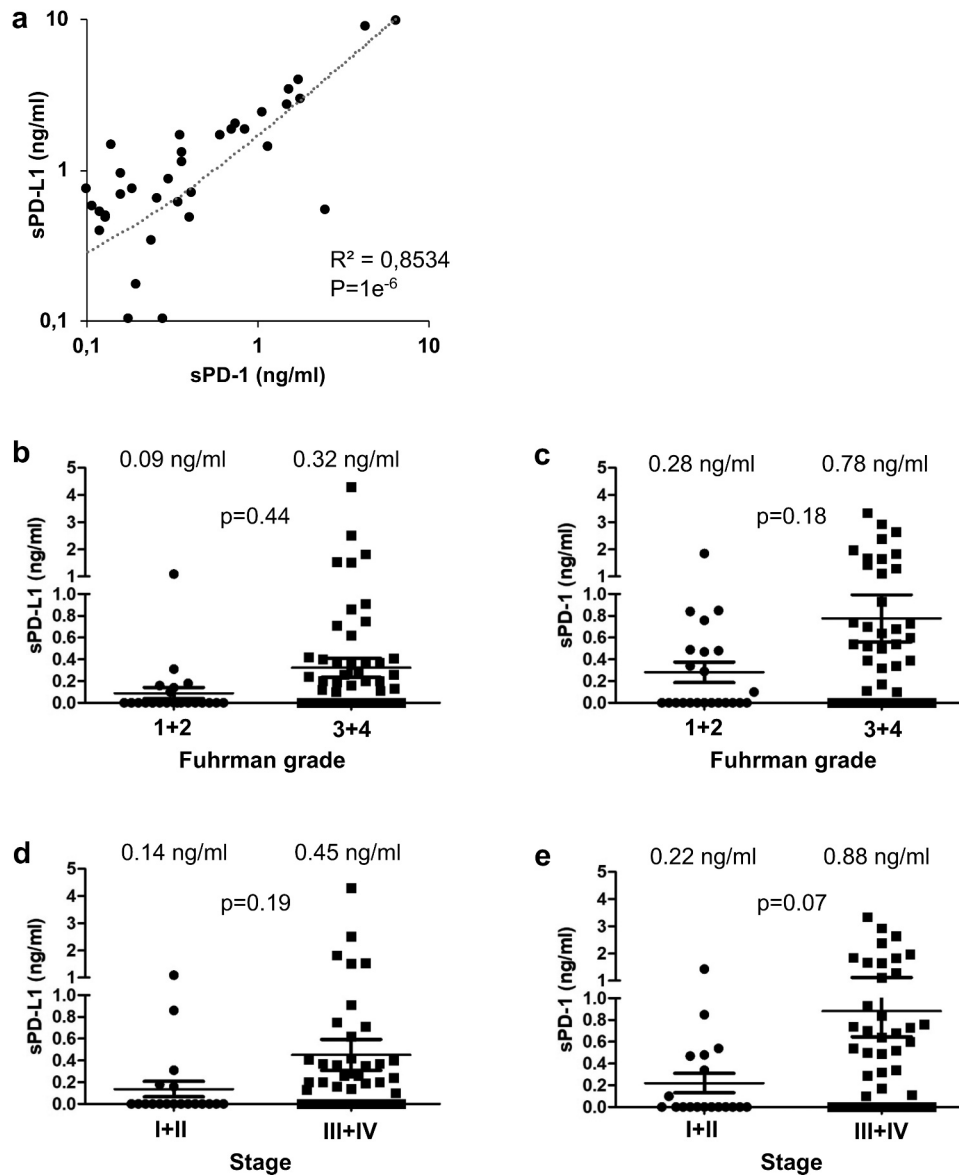 a
10
1
0,1
0,1
1
10
sPD-L1 (ng/ml)
sPD-1 (ng/ml)
R² = 0,8534
P=1e⁻⁶
b
0.09 ng/ml
0.32 ng/ml
p=0.44
5
4
3
2
1
1.0
0.8
0.6
0.4
0.2
0.0
sPD-L1 (ng/ml)
1+2
3+4
Fuhrman grade
c
0.28 ng/ml
0.78 ng/ml
p=0.18
5
4
3
2
1
1.0
0.8
0.6
0.4
0.2
0.0
sPD-1 (ng/ml)
1+2
3+4
Fuhrman grade
d
0.14 ng/ml
0.45 ng/ml
p=0.19
5
4
3
2
1
1.0
0.8
0.6
0.4
0.2
0.0
sPD-L1 (ng/ml)
I+II
III+IV
Stage
e
0.22 ng/ml
0.88 ng/ml
p=0.07
5
4
3
2
1
1.0
0.8
0.6
0.4
0.2
0.0
sPD-1 (ng/ml)
I+II
III+IV
Stage